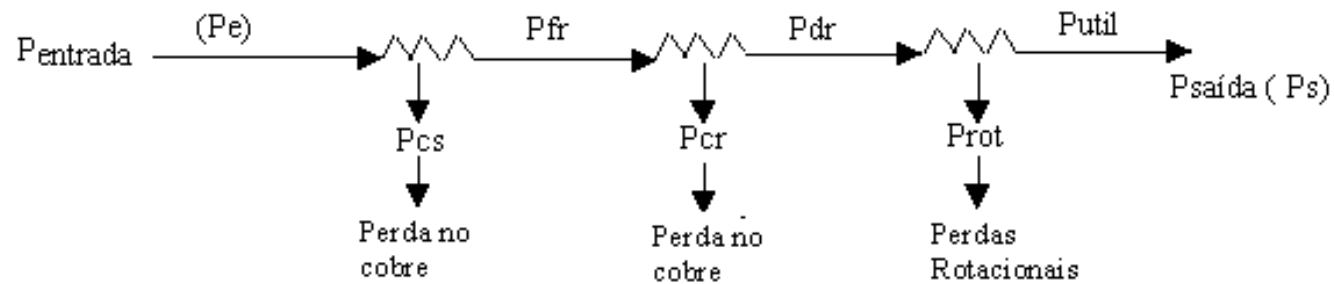 Pentrada
(Pe)
Pfr
Pdr
Putil
Psaída ( Ps)
Pcs
Pcr
Prot
Perda no
cobre
Perda no
cobre
Perdas
Rotacionais